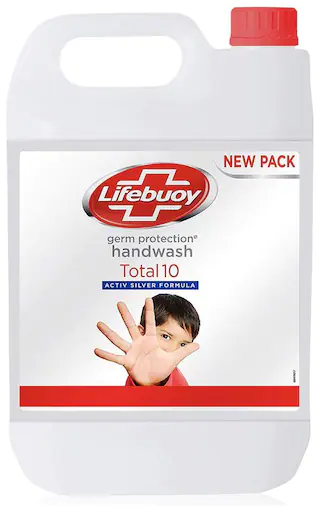 NEW PACK
Lifebuoy
germ protection®
handwash
Total 10
ACTIV SILVER FORMULA